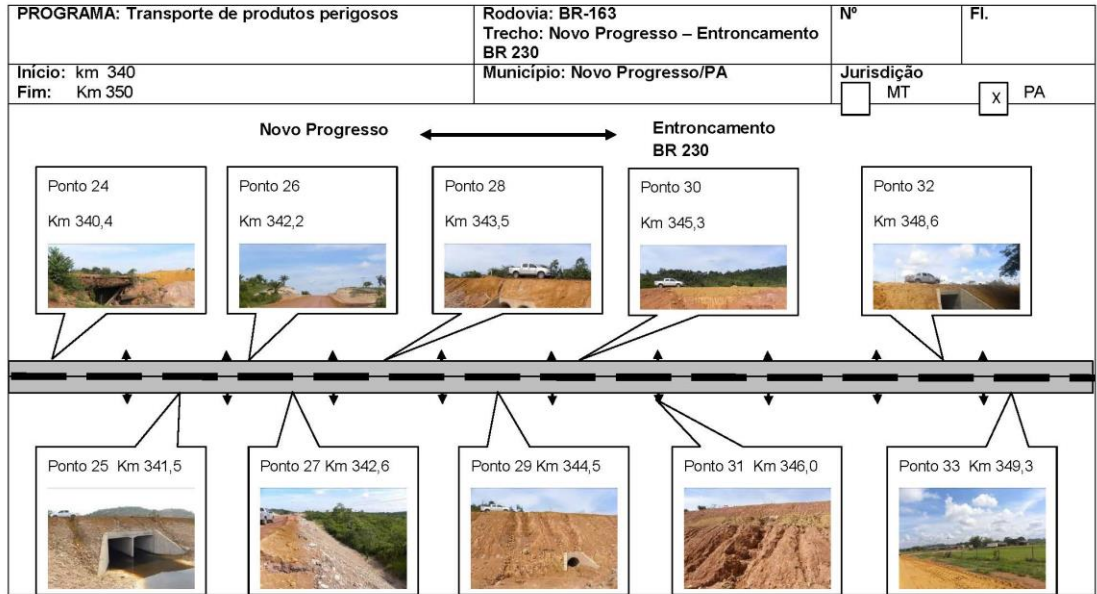 PROGRAMA: Transporte de produtos perigosos
Rodovia: BR-163
Trecho: Novo Progresso – Entroncamento
BR 230
Nº
Fl.
Início: km 340
Fim: Km 350
Município: Novo Progresso/PA
Jurisdição
MT
X PA
Novo Progresso
Entroncamento
BR 230
Ponto 24
Km 340,4
Ponto 26
Km 342,2
Ponto 28
Km 343,5
Ponto 30
Km 345,3
Ponto 32
Km 348,6
Ponto 25 Km 341,5
Ponto 27 Km 342,6
Ponto 29 Km 344,5
Ponto 31 Km 346,0
Ponto 33 Km 349,3